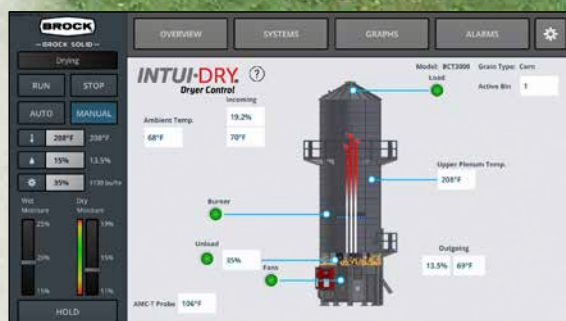 BROCK
— BROCK SOLID —
Drying
RUN STOP
AUTO MANUAL
208°F 208°F
15% 13.5%
35% 1130 bu/hr
Wet Moisture Dry Moisture
25% 19%
20% 15%
15% 11%
HOLD
OVERVIEW SYSTEMS GRAPHS ALARMS
INTUI-DRY ?
Dryer Control
Model: BCT3000 Grain Type: Corn
Load
Active Bin 1
Incoming
19.2%
70°F
Ambient Temp.
68°F
Upper Plenum Temp.
208°F
Burner
Unload
35%
Fans
Outgoing
13.5% 69°F
AMC-T Probe 106°F